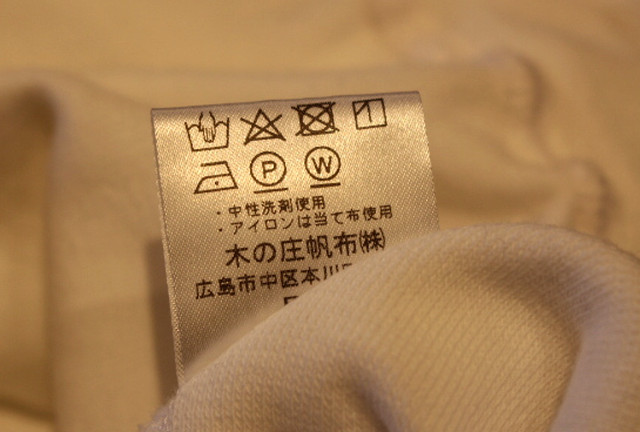 P W
・中性洗剤使用
・アイロンは当て布使用
木の庄帆布㈱
広島市中区本川